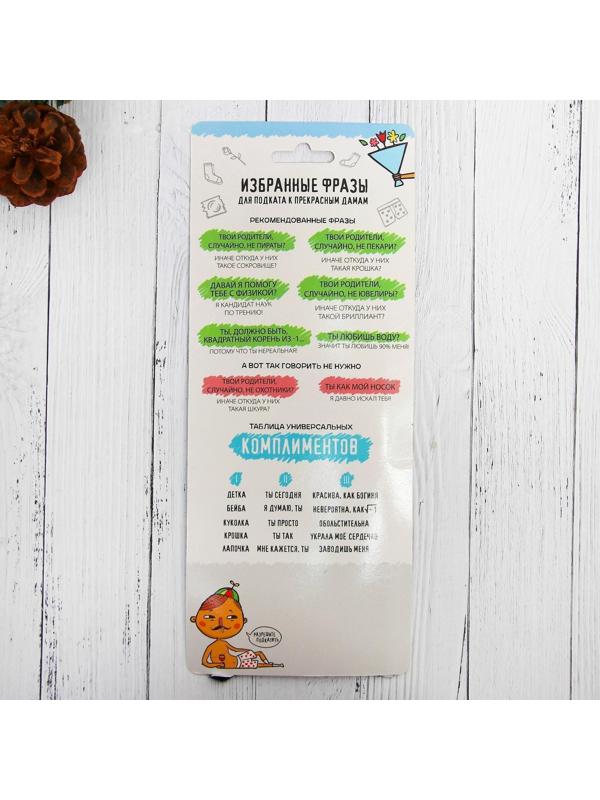 ИЗБРАННЫЕ ФРАЗЫ
ДЛЯ ПОДКАТА К ПРЕКРАСНЫМ ДАМАМ
РЕКОМЕНДОВАННЫЕ ФРАЗЫ
ТВОИ РОДИТЕЛИ,
СЛУЧАЙНО, НЕ ПИРАТЫ?
ИНАЧЕ ОТКУДА У НИХ
ТАКОЕ СОКРОВИЩЕ?
ТВОИ РОДИТЕЛИ,
СЛУЧАЙНО, НЕ ПЕКАРИ?
ИНАЧЕ ОТКУДА У НИХ
ТАКАЯ КРОШКА?
ДАВАЙ Я ПОМОГУ
ТЕБЕ С ФИЗИКОЙ?
Я КАНДИДАТ НАУК
ПО ТРЕНИЮ!
ТВОИ РОДИТЕЛИ,
СЛУЧАЙНО, НЕ ЮВЕЛИРЫ?
ИНАЧЕ ОТКУДА У НИХ
ТАКОЙ БРИЛЛИАНТ?
ТЫ, ДОЛЖНО БЫТЬ,
КВАДРАТНЫЙ КОРЕНЬ ИЗ -1...
ПОТОМУ ЧТО ТЫ НЕРЕАЛЬНАЯ!
ТЫ ЛЮБИШЬ ВОДУ?
ЗНАЧИТ ТЫ ЛЮБИШЬ 90% МЕНЯ!
А ВОТ ТАК ГОВОРИТЬ НЕ НУЖНО
ТВОИ РОДИТЕЛИ,
СЛУЧАЙНО, НЕ ОХОТНИКИ?
ИНАЧЕ ОТКУДА У НИХ
ТАКАЯ ШКУРА?
ТЫ КАК МОЙ НОСОК
Я ДАВНО ИСКАЛ ТЕБЯ
ТАБЛИЦА УНИВЕРСАЛЬНЫХ
КОМПЛИМЕНТОВ
I II III
ДЕТКА ТЫ СЕГОДНЯ КРАСИВА, КАК БОГИНЯ
БЕЙБА Я ДУМАЮ, ТЫ НЕВЕРОЯТНА, КАК √-1
КУКОЛКА ТЫ ПРОСТО ОБОЛЬСТИТЕЛЬНА
КРОШКА ТЫ ТАК УКРАЛА МОЁ СЕРДЕЧКО
ЛАПОЧКА МНЕ КАЖЕТСЯ, ТЫ ЗАВОДИШЬ МЕНЯ
РАЗРЕШИТЕ
ПОДКАТИТЬ